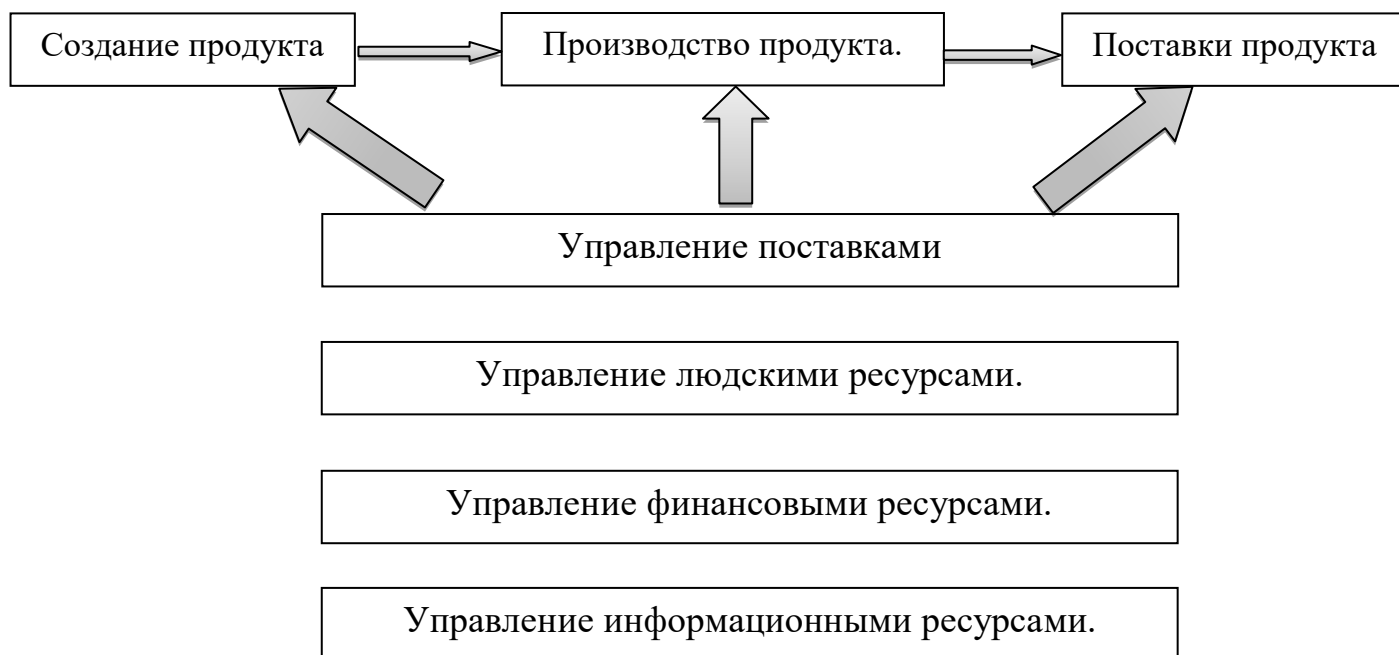 Создание продукта
Производство продукта.
Поставки продукта
Управление поставками
Управление людскими ресурсами.
Управление финансовыми ресурсами.
Управление информационными ресурсами.